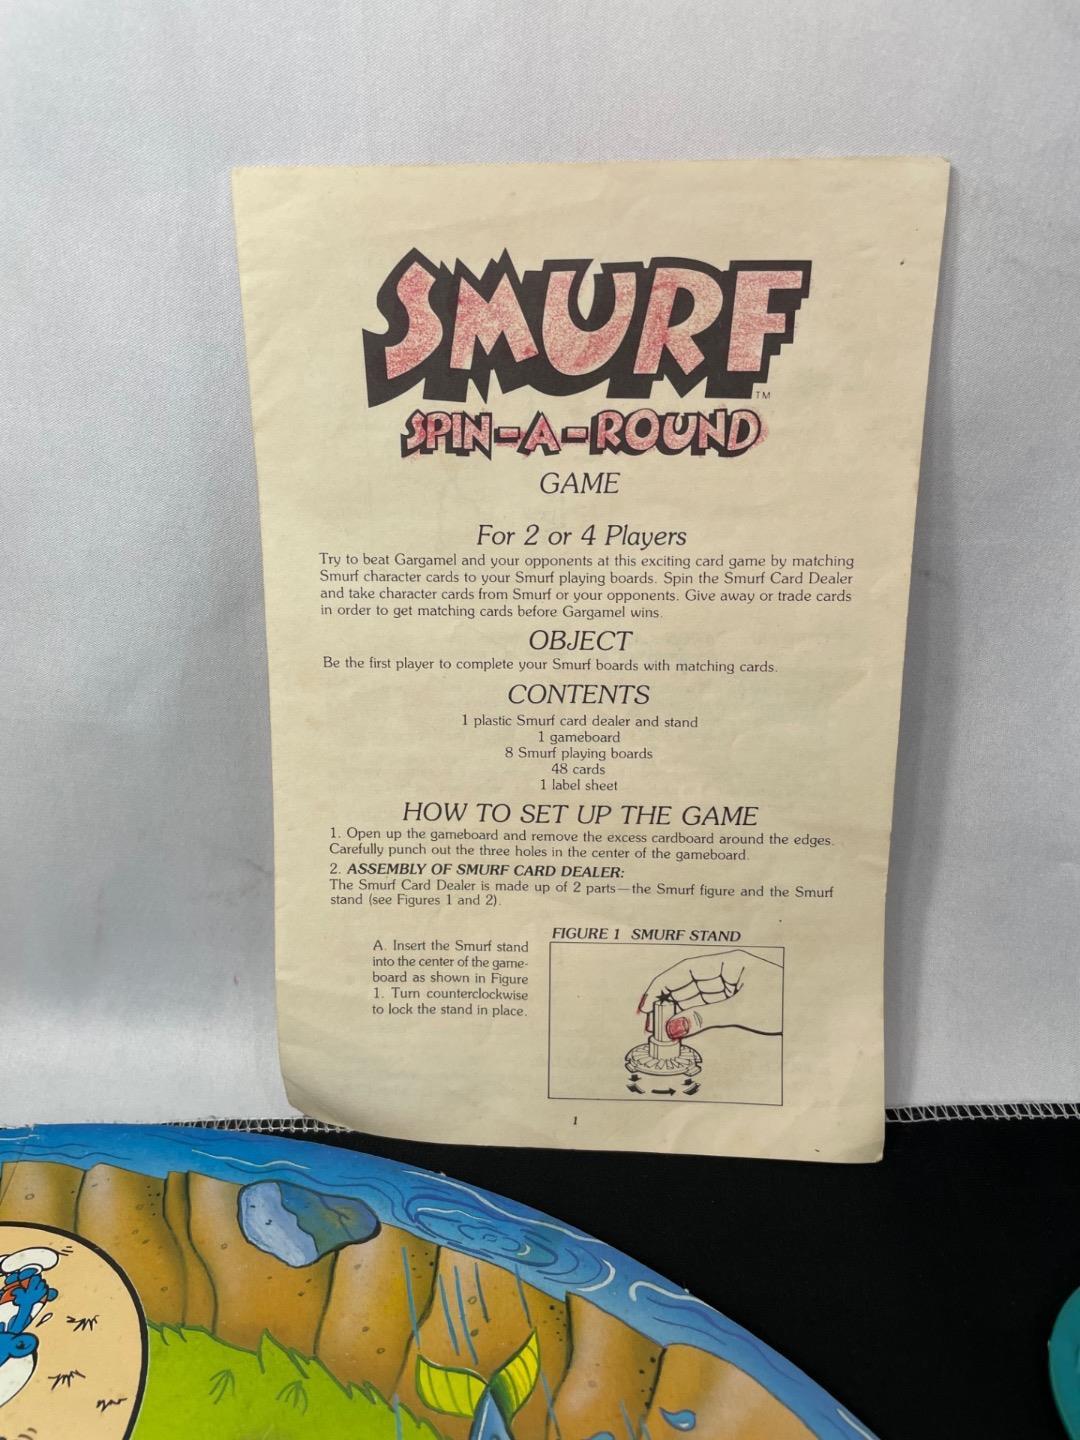 SMURF
TM
SPIN-A-ROUND
GAME
For 2 or 4 Players
Try to beat Gargamel and your opponents at this exciting card game by matching
Smurf character cards to your Smurf playing boards. Spin the Smurf Card Dealer
and take character cards from Smurf or your opponents. Give away or trade cards
in order to get matching cards before Gargamel wins.
OBJECT
Be the first player to complete your Smurf boards with matching cards.
CONTENTS
1 plastic Smurf card dealer and stand
1 gameboard
8 Smurf playing boards
48 cards
1 label sheet
HOW TO SET UP THE GAME
1. Open up the gameboard and remove the excess cardboard around the edges.
Carefully punch out the three holes in the center of the gameboard.
2. ASSEMBLY OF SMURF CARD DEALER:
The Smurf Card Dealer is made up of 2 parts—the Smurf figure and the Smurf
stand (see Figures 1 and 2).
A. Insert the Smurf stand
into the center of the game-
board as shown in Figure
1. Turn counterclockwise
to lock the stand in place.
FIGURE 1 SMURF STAND
1